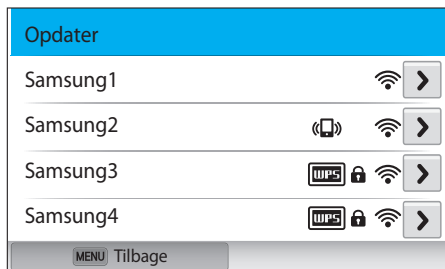 Opdater
Samsung1
Samsung2
Samsung3 WPS
Samsung4 WPS
MENU Tilbage